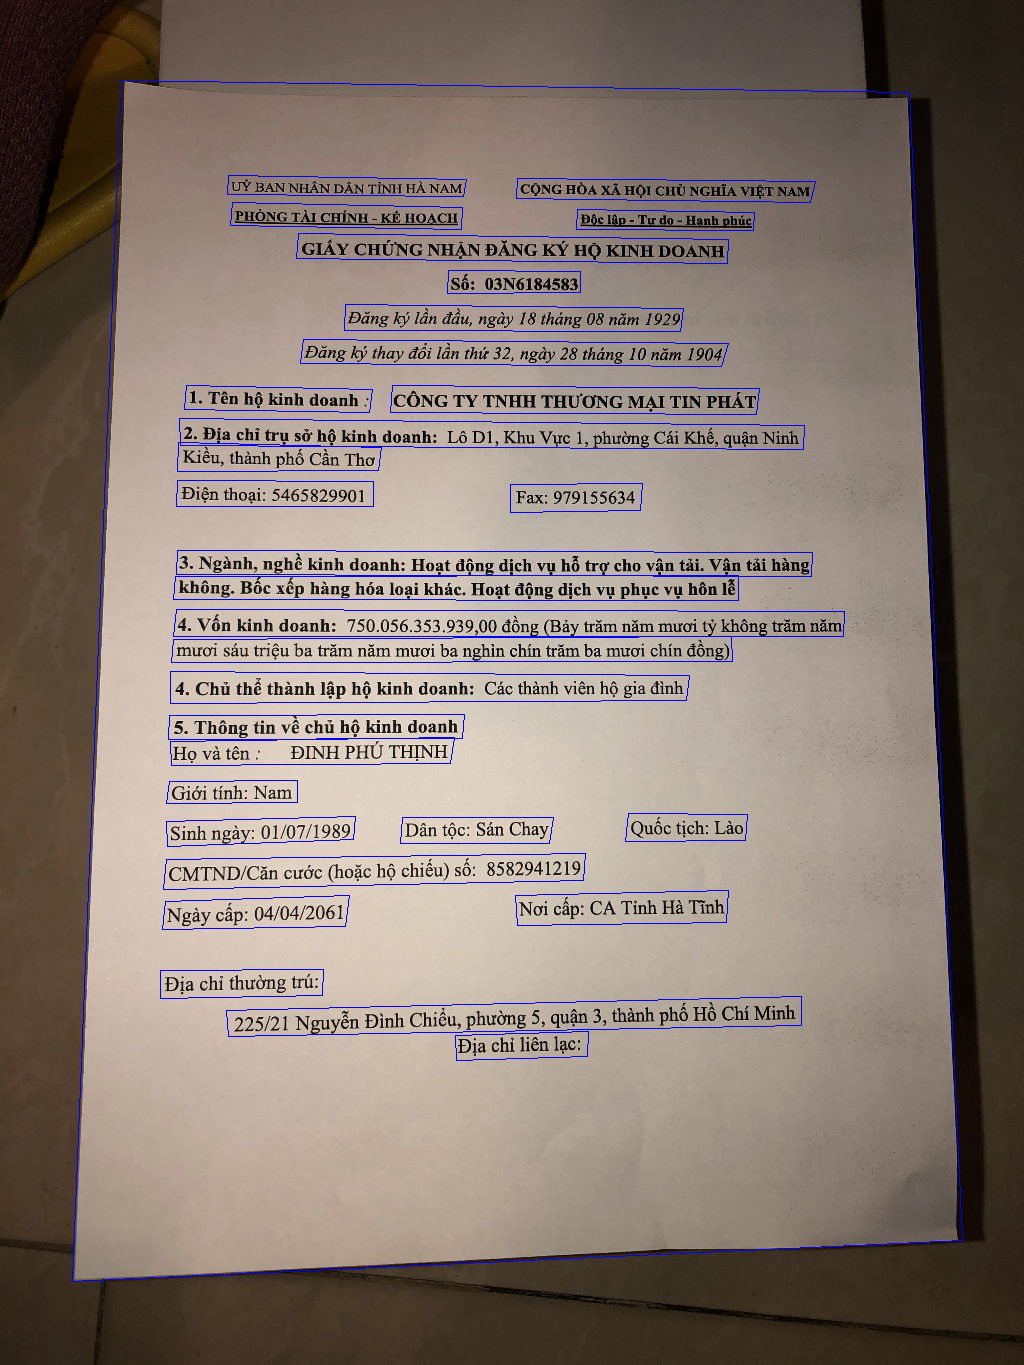 UỶ BAN NHÂN DÂN TỈNH HÀ NAM
CỘNG HÒA XÃ HỘI CHỦ NGHĨA VIỆT NAM
PHÒNG TÀI CHÍNH - KẾ HOẠCH
Độc lập - Tự do - Hạnh phúc
GIẤY CHỨNG NHẬN ĐĂNG KÝ HỘ KINH DOANH
Số: 03N6184583
Đăng ký lần đầu, ngày 18 tháng 08 năm 1929
Đăng ký thay đổi lần thứ 32, ngày 28 tháng 10 năm 1904
1. Tên hộ kinh doanh : CÔNG TY TNHH THƯƠNG MẠI TIN PHÁT
2. Địa chỉ trụ sở hộ kinh doanh: Lô D1, Khu Vực 1, phường Cái Khế, quận Ninh
Kiều, thành phố Cần Thơ
Điện thoại: 5465829901
Fax: 979155634
3. Ngành, nghề kinh doanh: Hoạt động dịch vụ hỗ trợ cho vận tải. Vận tải hàng
không. Bốc xếp hàng hóa loại khác. Hoạt động dịch vụ phục vụ hôn lễ
4. Vốn kinh doanh: 750.056.353.939,00 đồng (Bảy trăm năm mươi tỷ không trăm năm
mươi sáu triệu ba trăm năm mươi ba nghìn chín trăm ba mươi chín đồng)
4. Chủ thể thành lập hộ kinh doanh: Các thành viên hộ gia đình
5. Thông tin về chủ hộ kinh doanh
Họ và tên : ĐINH PHÚ THỊNH
Giới tính: Nam
Sinh ngày: 01/07/1989
Dân tộc: Sán Chay
Quốc tịch: Lào
CMTND/Căn cước (hoặc hộ chiếu) số: 8582941219
Ngày cấp: 04/04/2061
Nơi cấp: CA Tỉnh Hà Tĩnh
Địa chỉ thường trú:
225/21 Nguyễn Đình Chiểu, phường 5, quận 3, thành phố Hồ Chí Minh
Địa chỉ liên lạc: